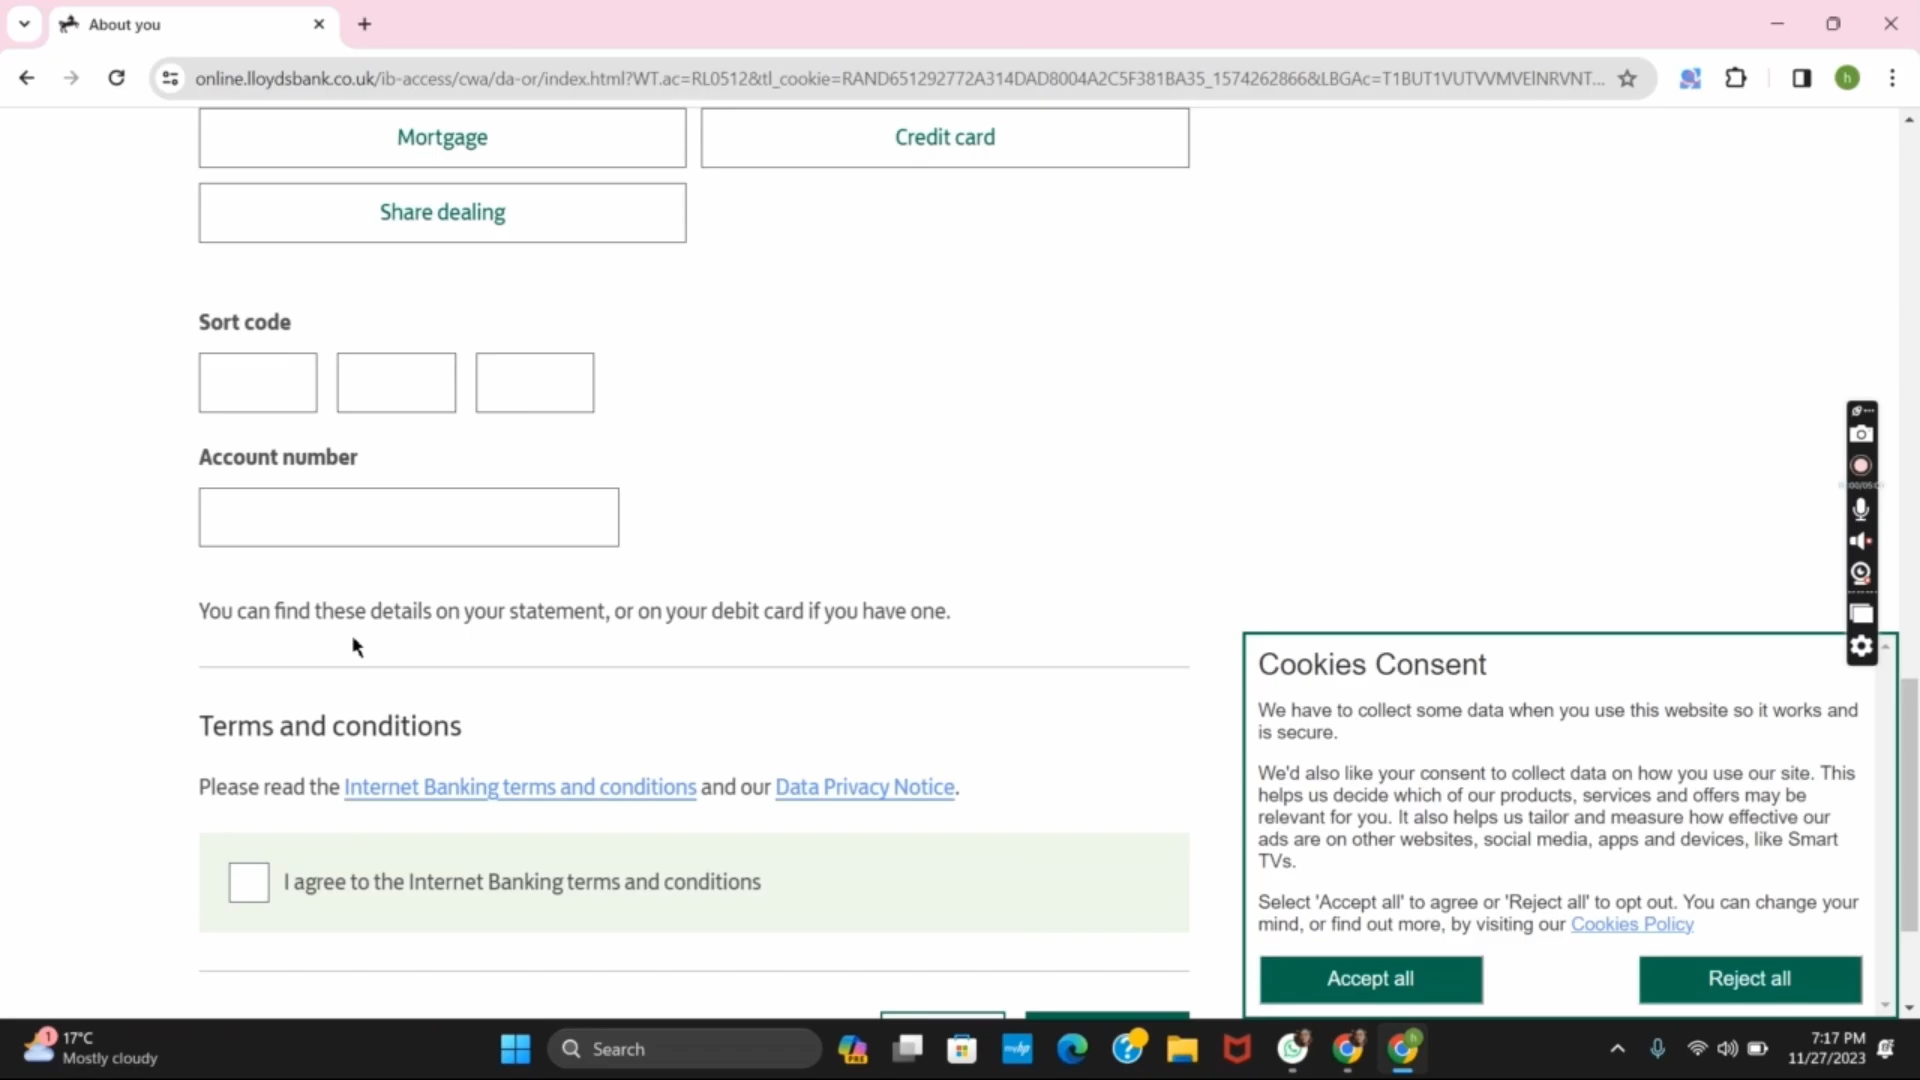 About you
online.lloydsbank.co.uk/ib-access/cwa/da-or/index.html?WT.ac=RL0512&tl_cookie=RAND651292772A314DAD8004A2C5F381BA35_1574262866&LBGAc=T1BUT1VUTVVMVElNRVNT...
h
Mortgage
Credit card
Share dealing
Sort code
Account number
You can find these details on your statement, or on your debit card if you have one.
Terms and conditions
Please read the Internet Banking terms and conditions and our Data Privacy Notice.
I agree to the Internet Banking terms and conditions
Cookies Consent
We have to collect some data when you use this website so it works and
is secure.
We'd also like your consent to collect data on how you use our site. This
helps us decide which of our products, services and offers may be
relevant for you. It also helps us tailor and measure how effective our
ads are on other websites, social media, apps and devices, like Smart
TVs.
Select 'Accept all' to agree or 'Reject all' to opt out. You can change your
mind, or find out more, by visiting our Cookies Policy
Accept all
Reject all
1
17°C
Mostly cloudy
Search
PRE
myhp
h
7:17 PM
11/27/2023